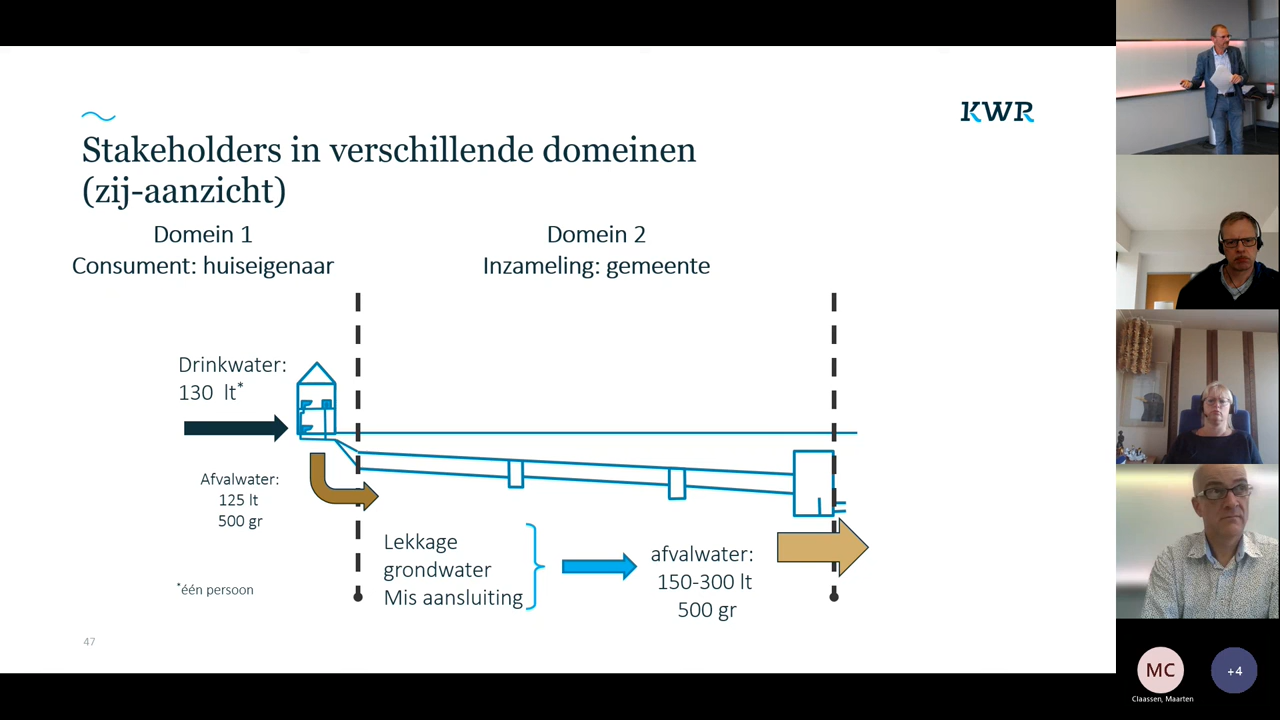 KWR
Stakeholders in verschillende domeinen
(zij-aanzicht)
Domein 1
Consument: huiseigenaar
Domein 2
Inzameling: gemeente
Drinkwater:
130 lt*
Afvalwater:
125 lt
500 gr
Lekkage
grondwater
Mis aansluiting
afvalwater:
150-300 lt
500 gr
*één persoon
47
MC
+4
Claassen, Maarten